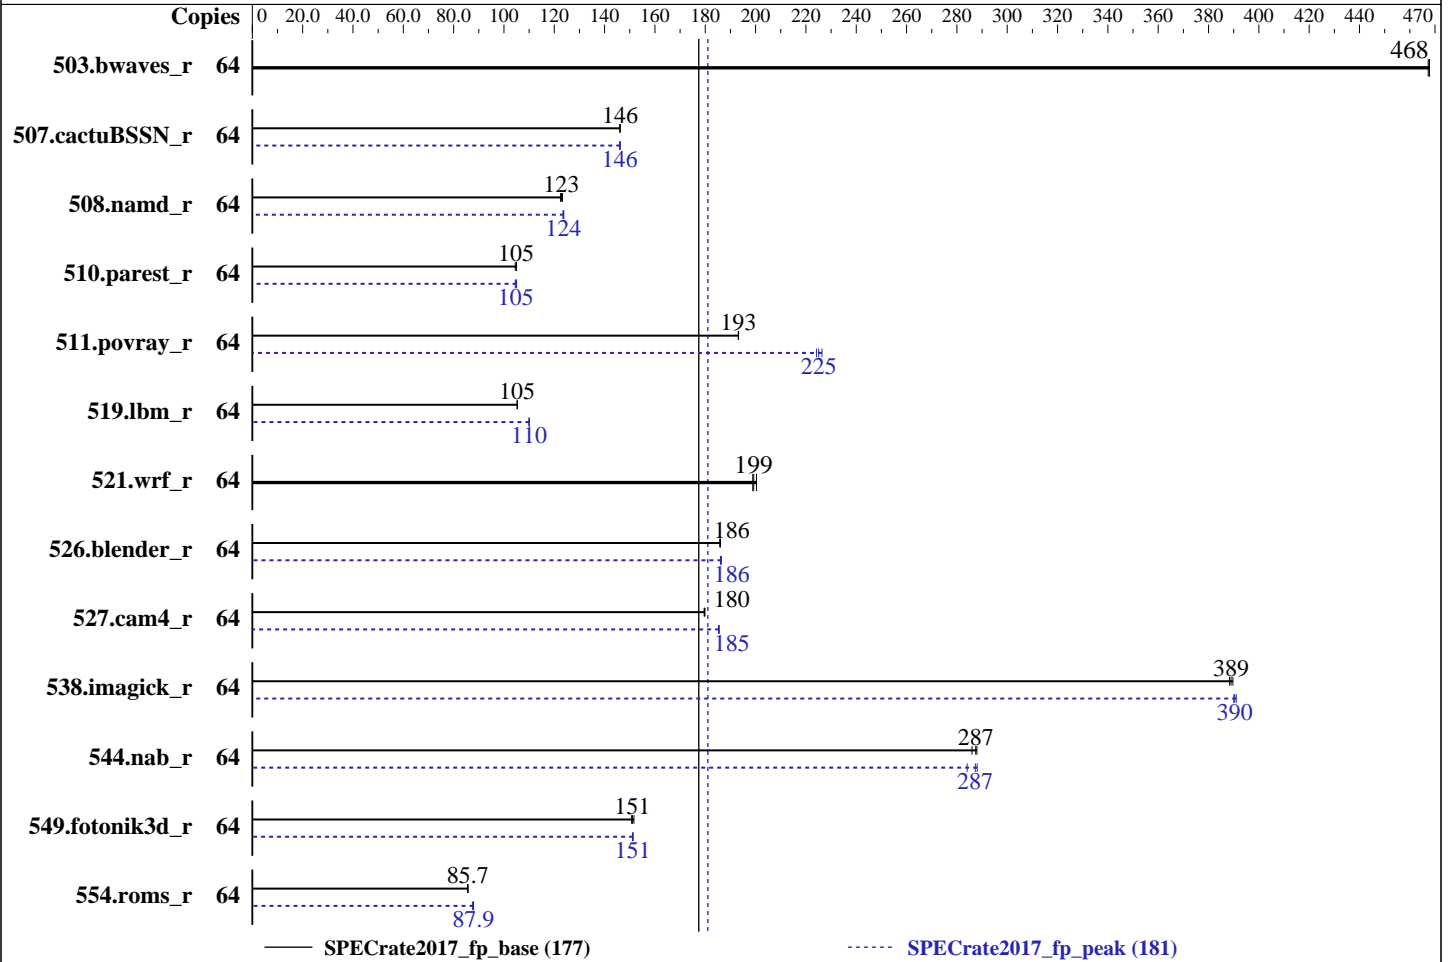 Copies 0 20.0 40.0 60.0 80.0 100 120 140 160 180 200 220 240 260 280 300 320 340 360 380 400 420 440 470
468
503.bwaves_r 64
146
507.cactuBSSN_r 64
146
123
508.namd_r 64
124
105
510.parest_r 64
105
193
511.povray_r 64
225
105
519.lbm_r 64
110
199
521.wrf_r 64
186
526.blender_r 64
186
180
527.cam4_r 64
185
389
538.imagick_r 64
390
287
544.nab_r 64
287
151
549.fotonik3d_r 64
151
85.7
554.roms_r 64
87.9
SPECrate2017_fp_base (177) SPECrate2017_fp_peak (181)